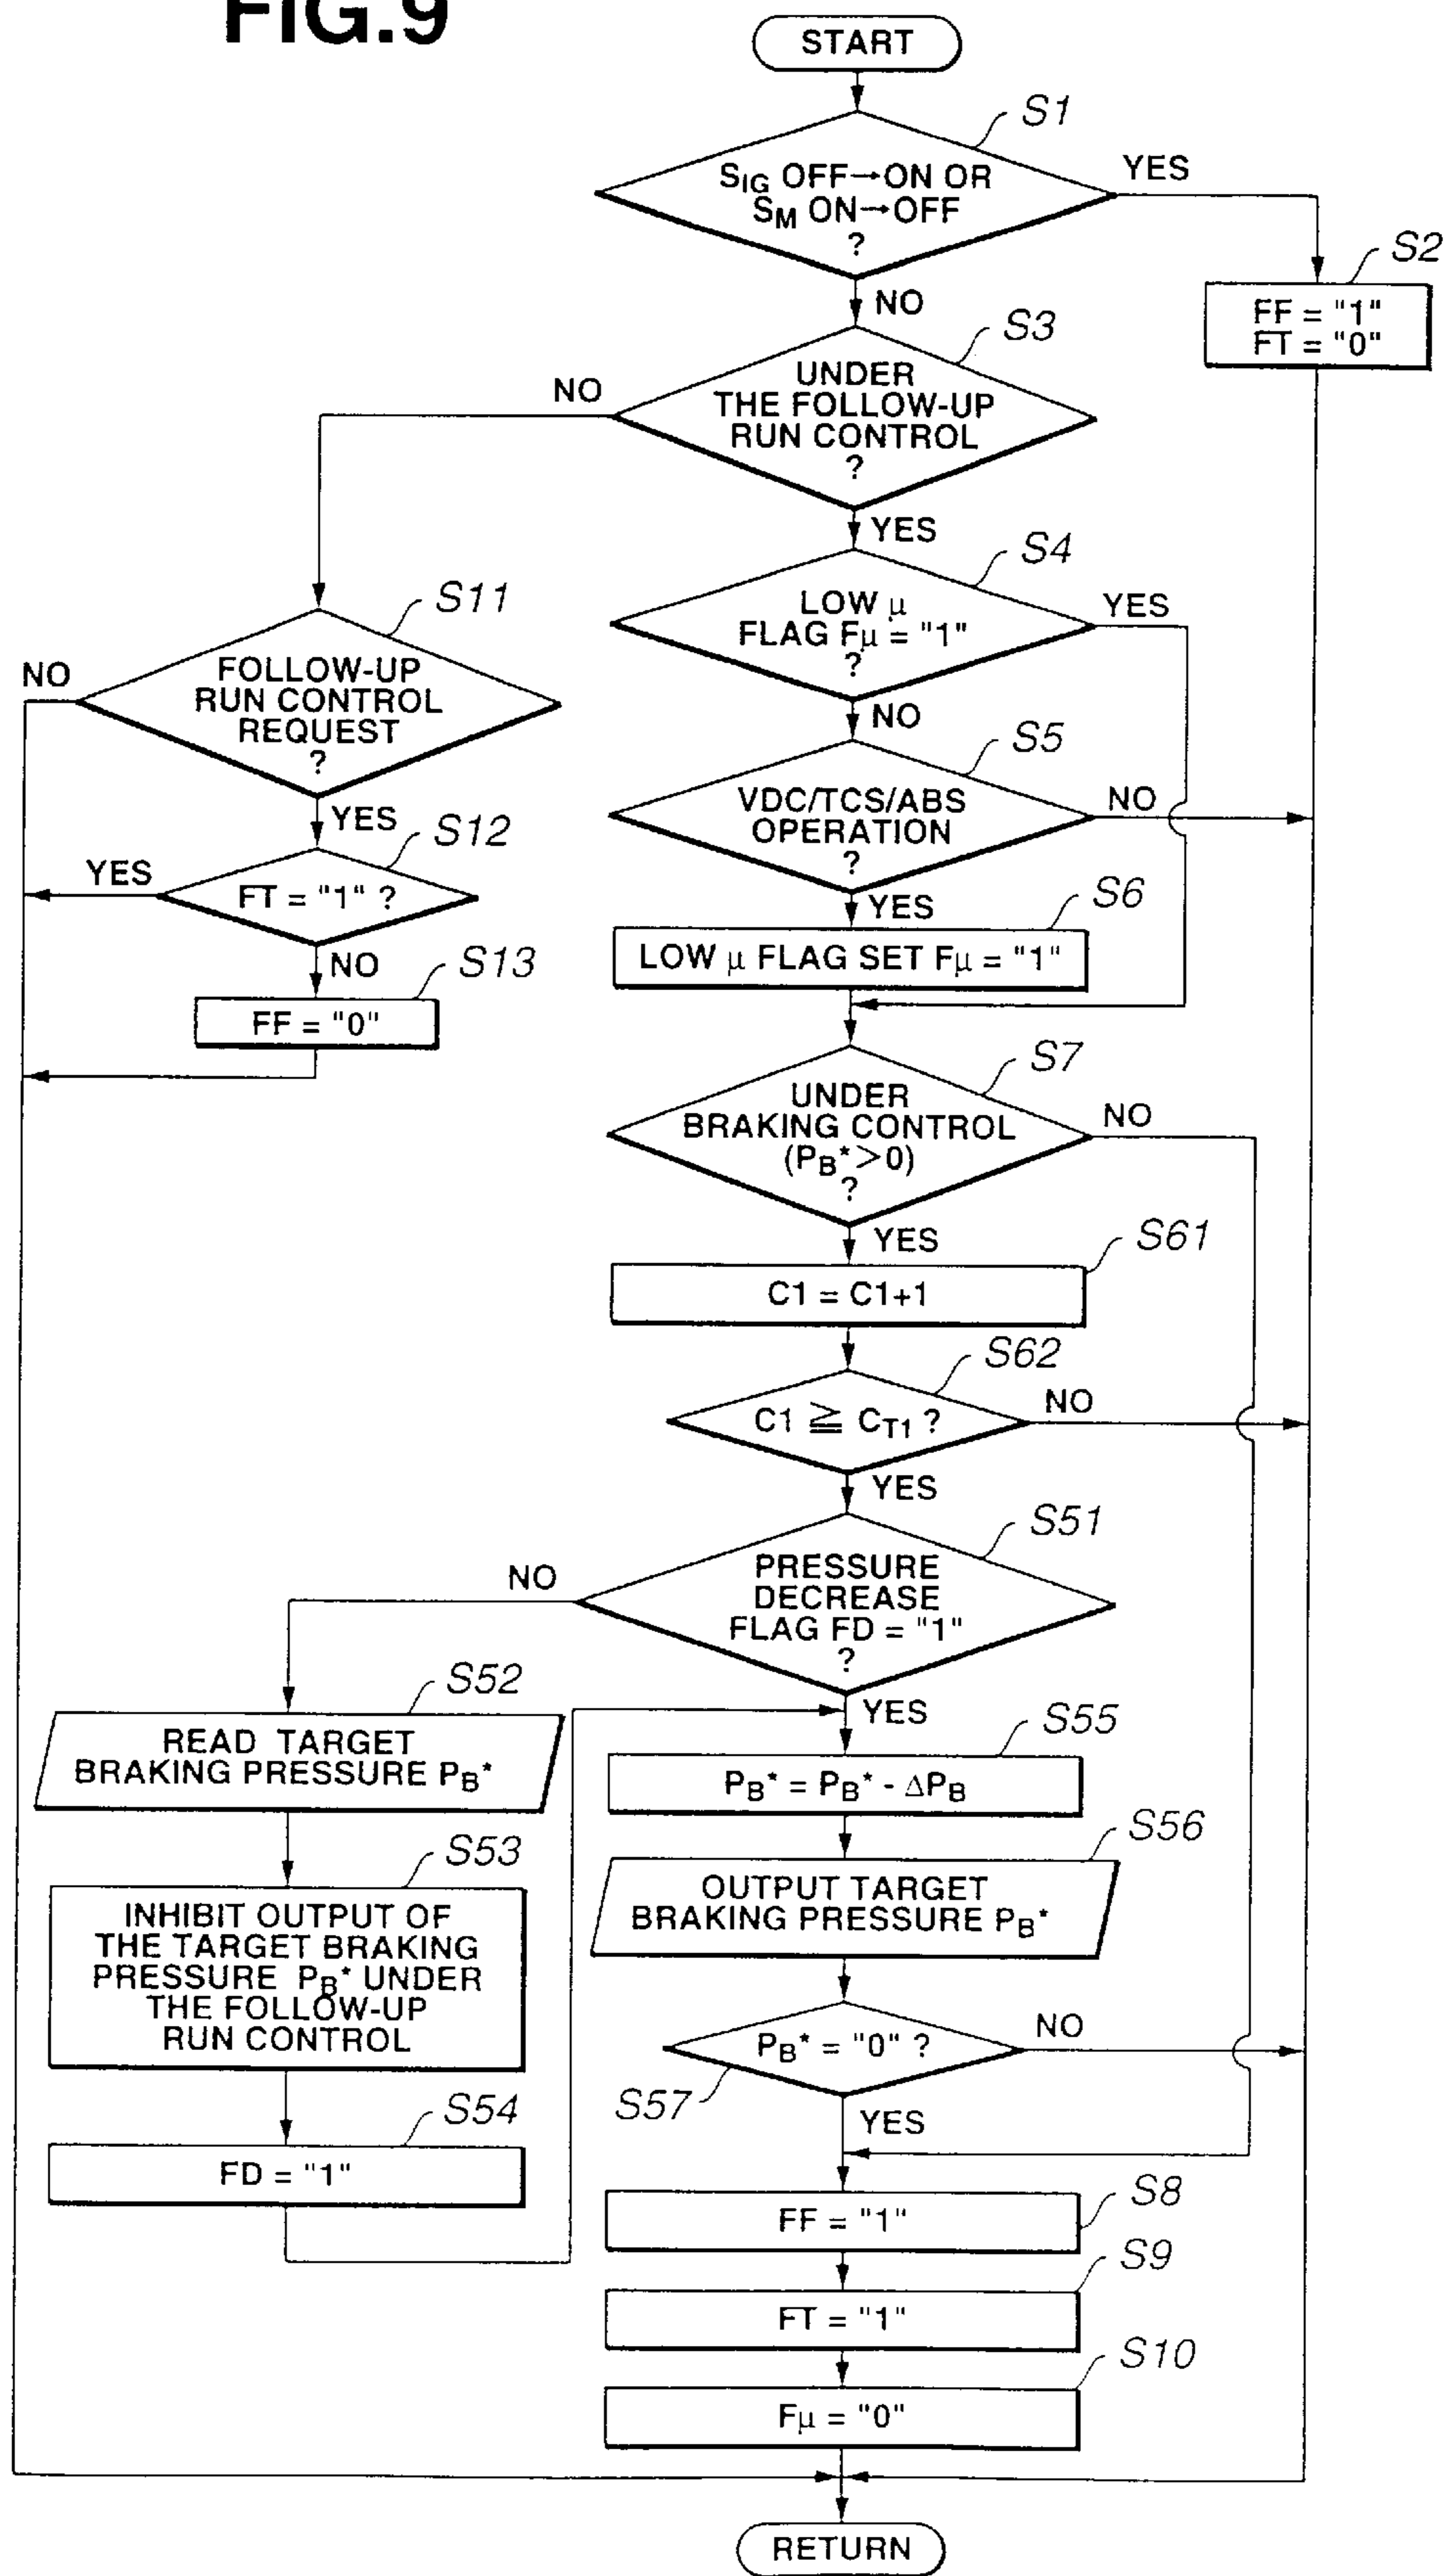 FIG.9
START
S1
SIG OFF→ON OR
SM ON→OFF
?
YES
NO
S2
FF = "1"
FT = "0"
S3
UNDER
THE FOLLOW-UP
RUN CONTROL
?
NO
YES
S4
LOW μ
FLAG Fμ = "1"
?
YES
NO
S11
FOLLOW-UP
RUN CONTROL
REQUEST
?
NO
YES
S5
VDC/TCS/ABS
OPERATION
?
NO
YES
S12
FT = "1" ?
YES
NO
S6
LOW μ FLAG SET Fμ = "1"
S13
FF = "0"
S7
UNDER
BRAKING CONTROL
(PB* >0)
?
NO
YES
S61
C1 = C1+1
S62
C1 ≧ CT1 ?
NO
YES
S51
PRESSURE
DECREASE
FLAG FD = "1"
?
NO
YES
S52
READ TARGET
BRAKING PRESSURE PB*
S55
PB* = PB* - ΔPB
S53
INHIBIT OUTPUT OF
THE TARGET BRAKING
PRESSURE PB* UNDER
THE FOLLOW-UP
RUN CONTROL
S56
OUTPUT TARGET
BRAKING PRESSURE PB*
S57
PB* = "0" ?
NO
YES
S54
FD = "1"
S8
FF = "1"
S9
FT = "1"
S10
Fμ = "0"
RETURN